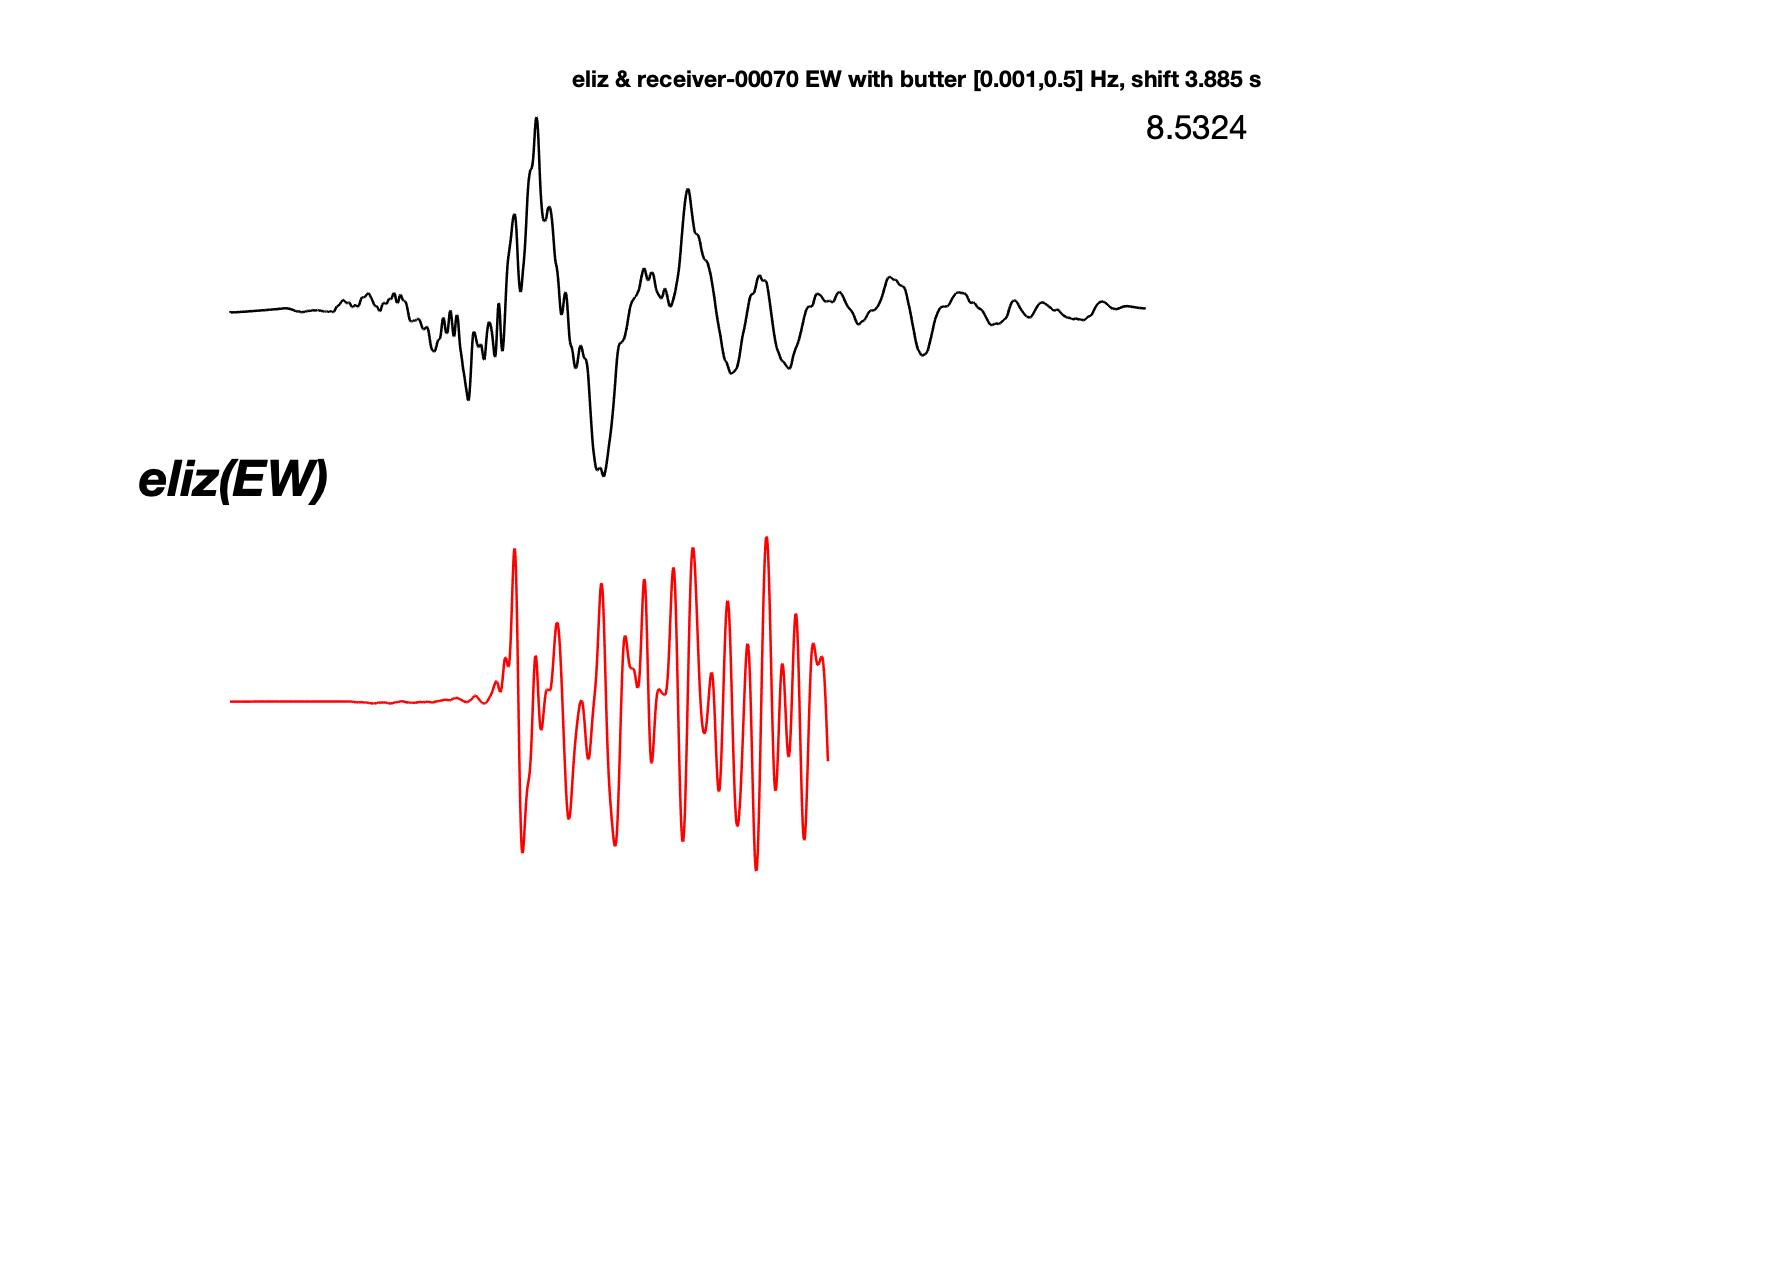 eliz & receiver-00070 EW with butter [0.001,0.5] Hz, shift 3.885 s
8.5324
eliz(EW)